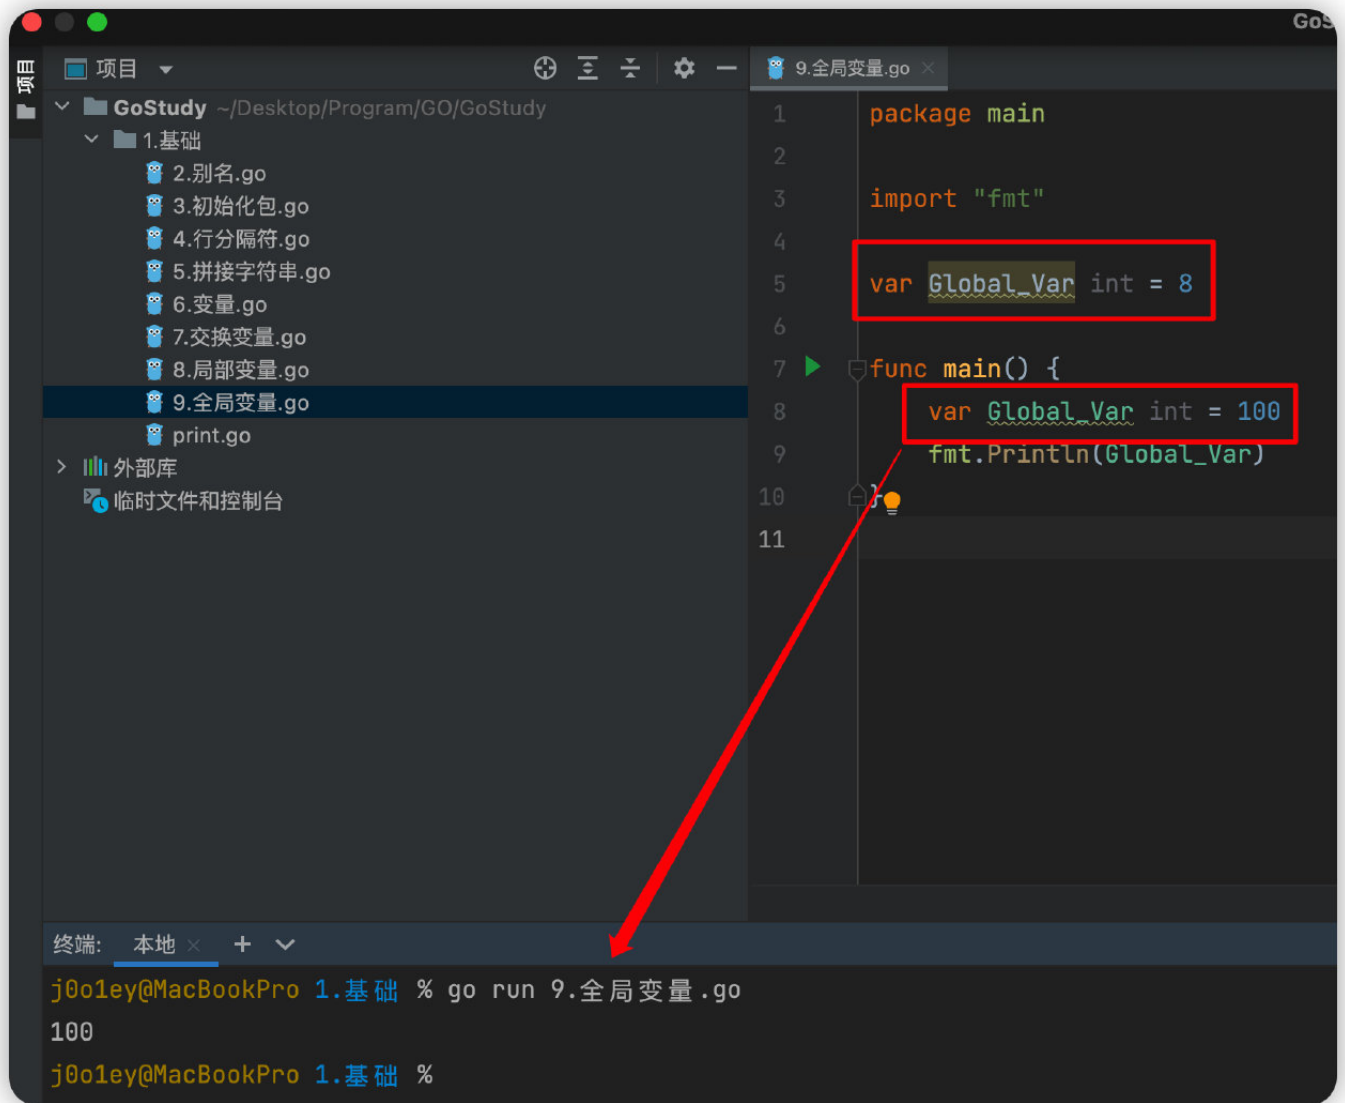 GoS
项目
项目
9.全局变量.go
GoStudy ~/Desktop/Program/GO/GoStudy
1.基础
2.别名.go
3.初始化包.go
4.行分隔符.go
5.拼接字符串.go
6.变量.go
7.交换变量.go
8.局部变量.go
9.全局变量.go
print.go
外部库
临时文件和控制台
1 package main
2
3 import "fmt"
4
5 var Global_Var int = 8
6
7 func main() {
8 var Global_Var int = 100
9 fmt.Println(Global_Var)
10 }
11
终端: 本地
j0o1ey@MacBookPro 1.基础 % go run 9.全局变量.go
100
j0o1ey@MacBookPro 1.基础 %